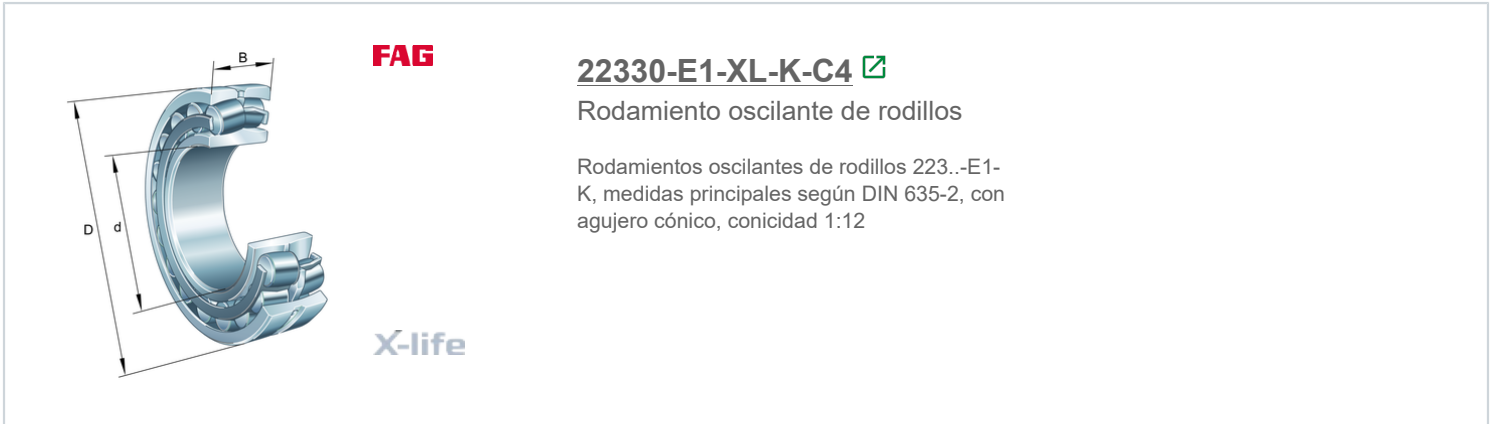 B
D
d
FAG
X-life
22330-E1-XL-K-C4
Rodamiento oscilante de rodillos
Rodamientos oscilantes de rodillos 223..-E1-
K, medidas principales según DIN 635-2, con
agujero cónico, conicidad 1:12